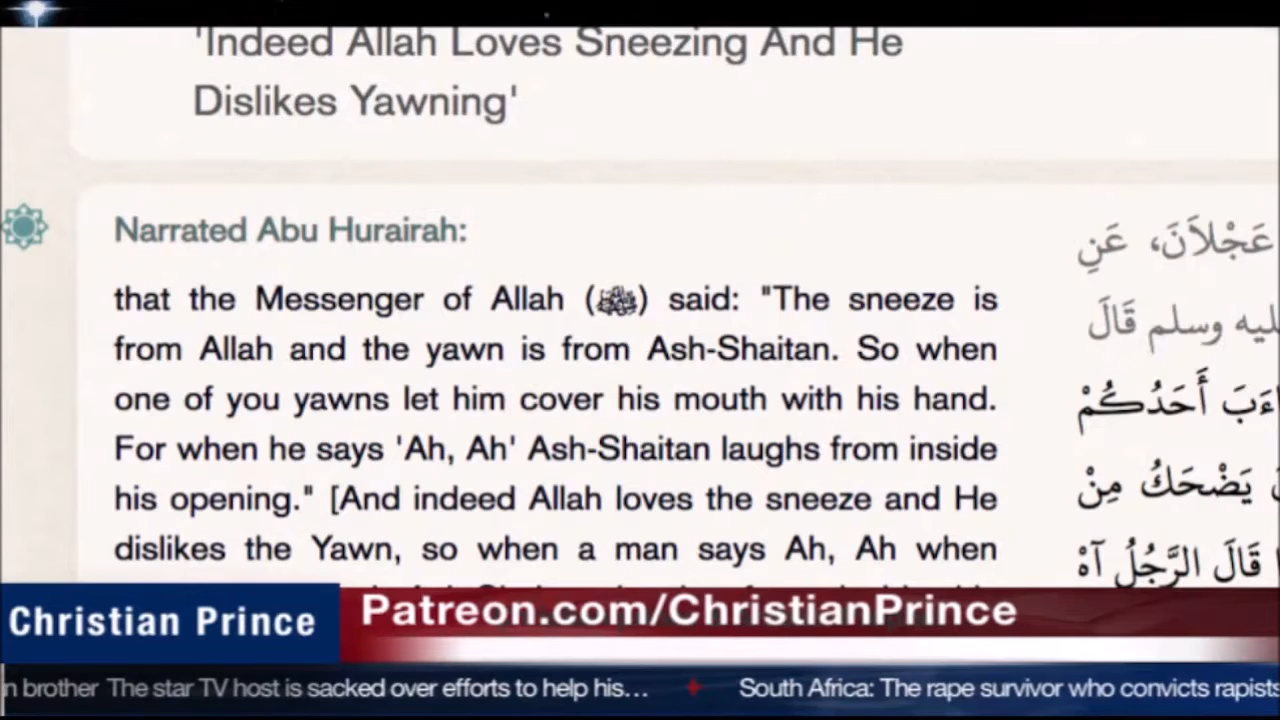 'Indeed Allah Loves Sneezing And He
Dislikes Yawning'
Narrated Abu Hurairah:
that the Messenger of Allah (ﷺ) said: "The sneeze is
from Allah and the yawn is from Ash-Shaitan. So when
one of you yawns let him cover his mouth with his hand.
For when he says 'Ah, Ah' Ash-Shaitan laughs from inside
his opening." [And indeed Allah loves the sneeze and He
dislikes the Yawn, so when a man says Ah, Ah when
عَجْلاَنَ، عَنِ
ليه وسلم قَالَ
ءَبَ أَحَدُكُمْ
يَضْحَكُ مِنْ
قَالَ الرَّجُلُ آهْ
Christian Prince
Patreon.com/ChristianPrince
n brother The star TV host is sacked over efforts to help his... South Africa: The rape survivor who convicts rapists